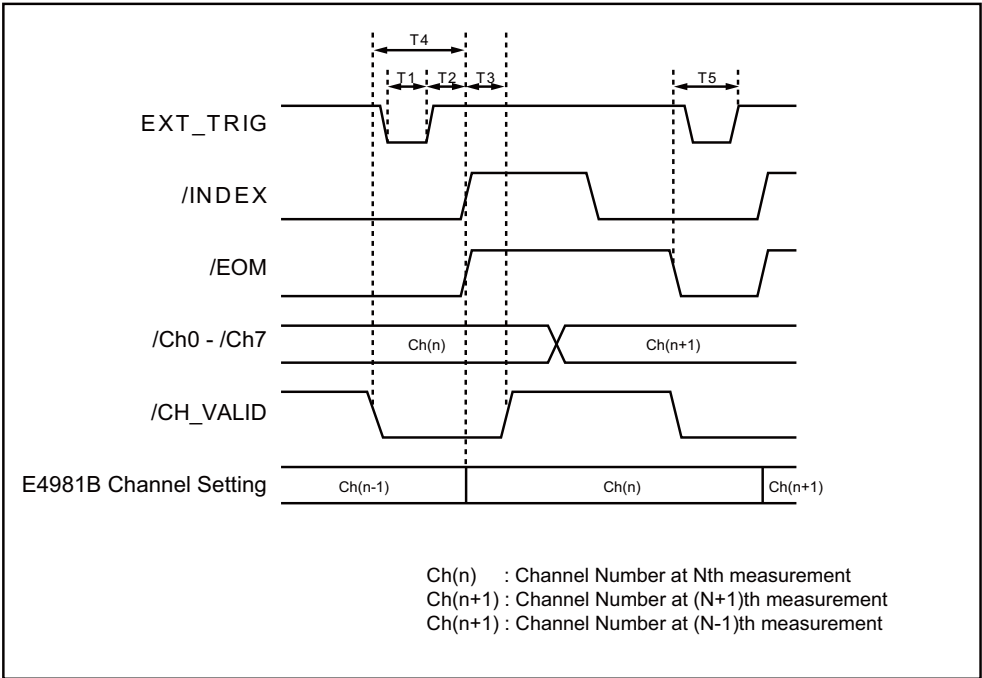 T4
T1 T2 T3 T5
EXT_TRIG
/INDEX
/EOM
/Ch0 - /Ch7 Ch(n) Ch(n+1)
/CH_VALID
E4981B Channel Setting Ch(n-1) Ch(n) Ch(n+1)
Ch(n) : Channel Number at Nth measurement
Ch(n+1) : Channel Number at (N+1)th measurement
Ch(n+1) : Channel Number at (N-1)th measurement